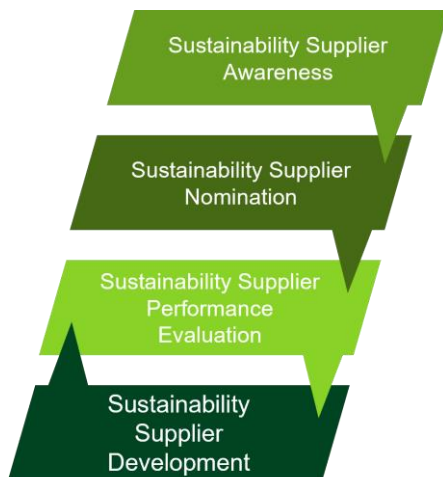 Sustainability Supplier
Awareness
Sustainability Supplier
Nomination
Sustainability Supplier
Performance
Evaluation
Sustainability
Supplier
Development